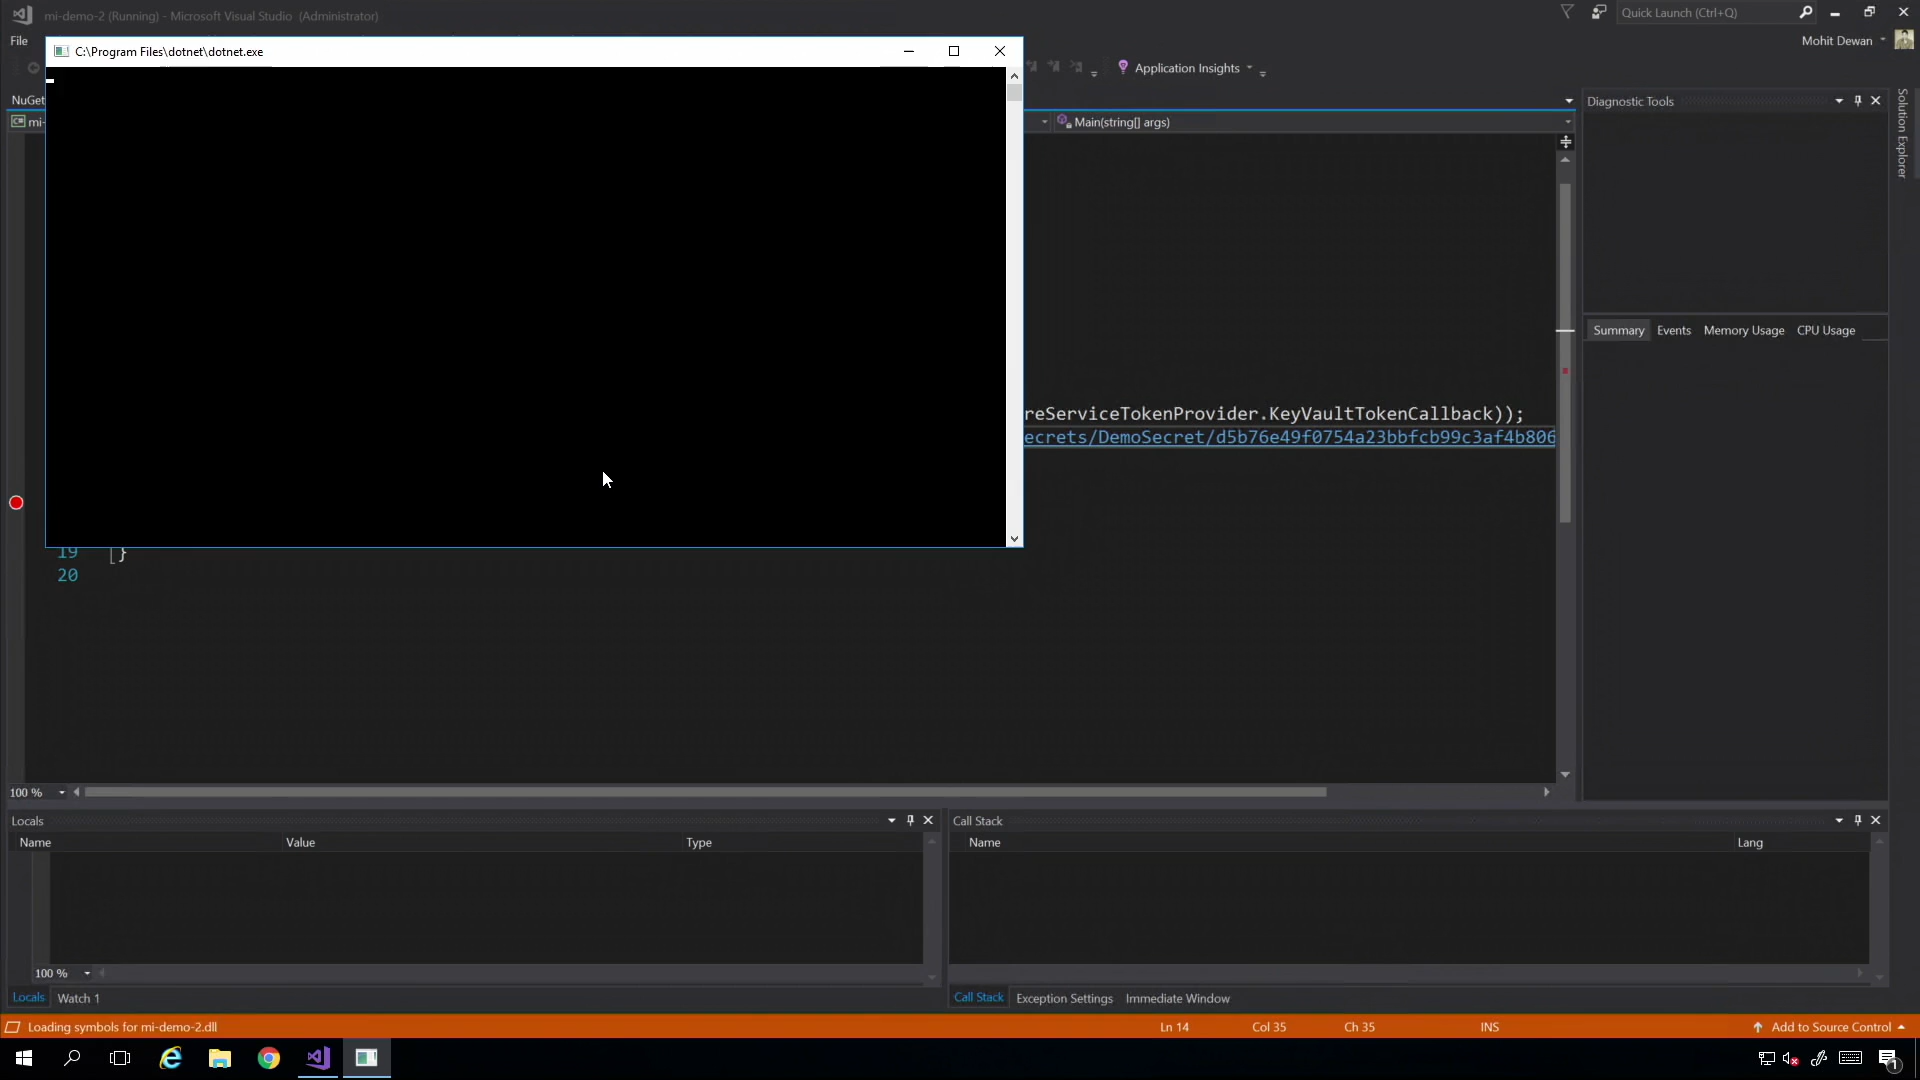 mi-demo-2 (Running) - Microsoft Visual Studio (Administrator)
Quick Launch (Ctrl+Q)
File
Mohit Dewan
C:\Program Files\dotnet\dotnet.exe
Application Insights
NuGet
Diagnostic Tools
Solution Explorer
mi-
Main(string[] args)
Summary
Events
Memory Usage
CPU Usage
reServiceTokenProvider.KeyVaultTokenCallback));
ecrets/DemoSecret/d5b76e49f0754a23bbfcb99c3af4b806
19 }
20
100 %
Locals
Call Stack
Name
Value
Type
Name
Lang
100 %
Locals
Watch 1
Call Stack
Exception Settings
Immediate Window
Loading symbols for mi-demo-2.dll
Ln 14
Col 35
Ch 35
INS
Add to Source Control
1